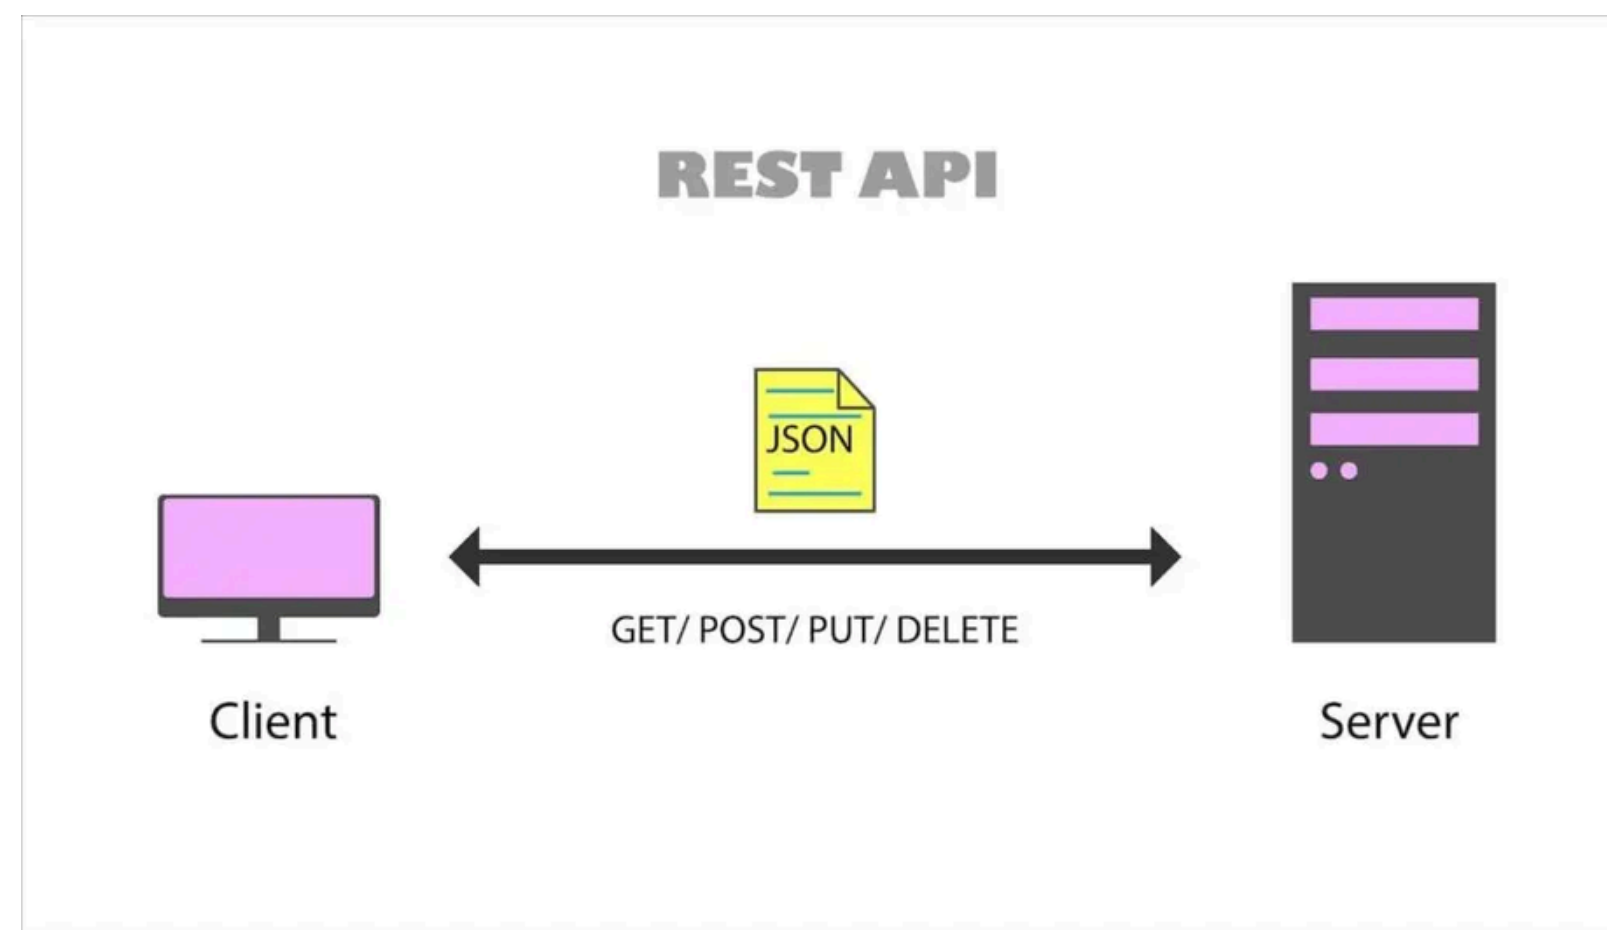 REST API
JSON
GET/ POST/ PUT/ DELETE
Client
Server